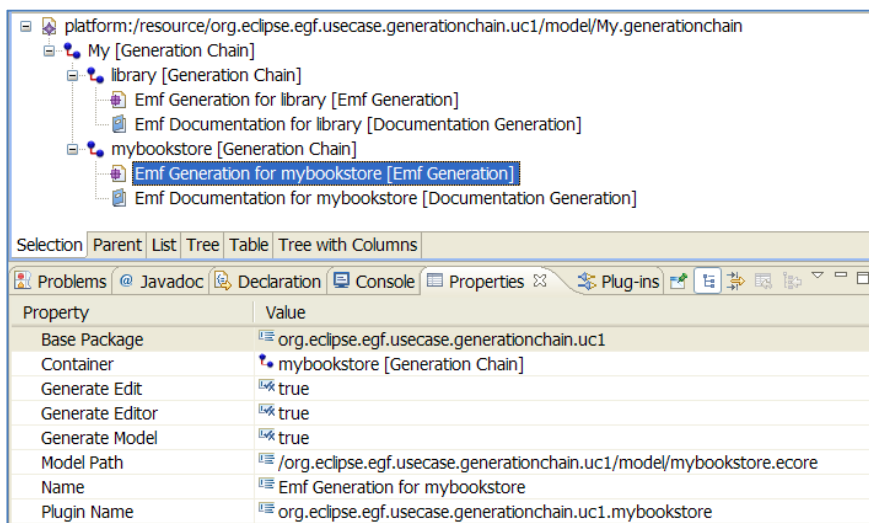 platform:/resource/org.eclipse.egf.usecase.generationchain.uc1/model/My.generationchain
My [Generation Chain]
library [Generation Chain]
Emf Generation for library [Emf Generation]
Emf Documentation for library [Documentation Generation]
mybookstore [Generation Chain]
Emf Generation for mybookstore [Emf Generation]
Emf Documentation for mybookstore [Documentation Generation]
Selection Parent List Tree Table Tree with Columns
Problems @ Javadoc Declaration Console Properties Plug-ins
Property Value
Base Package org.eclipse.egf.usecase.generationchain.uc1
Container mybookstore [Generation Chain]
Generate Edit true
Generate Editor true
Generate Model true
Model Path /org.eclipse.egf.usecase.generationchain.uc1/model/mybookstore.ecore
Name Emf Generation for mybookstore
Plugin Name org.eclipse.egf.usecase.generationchain.uc1.mybookstore